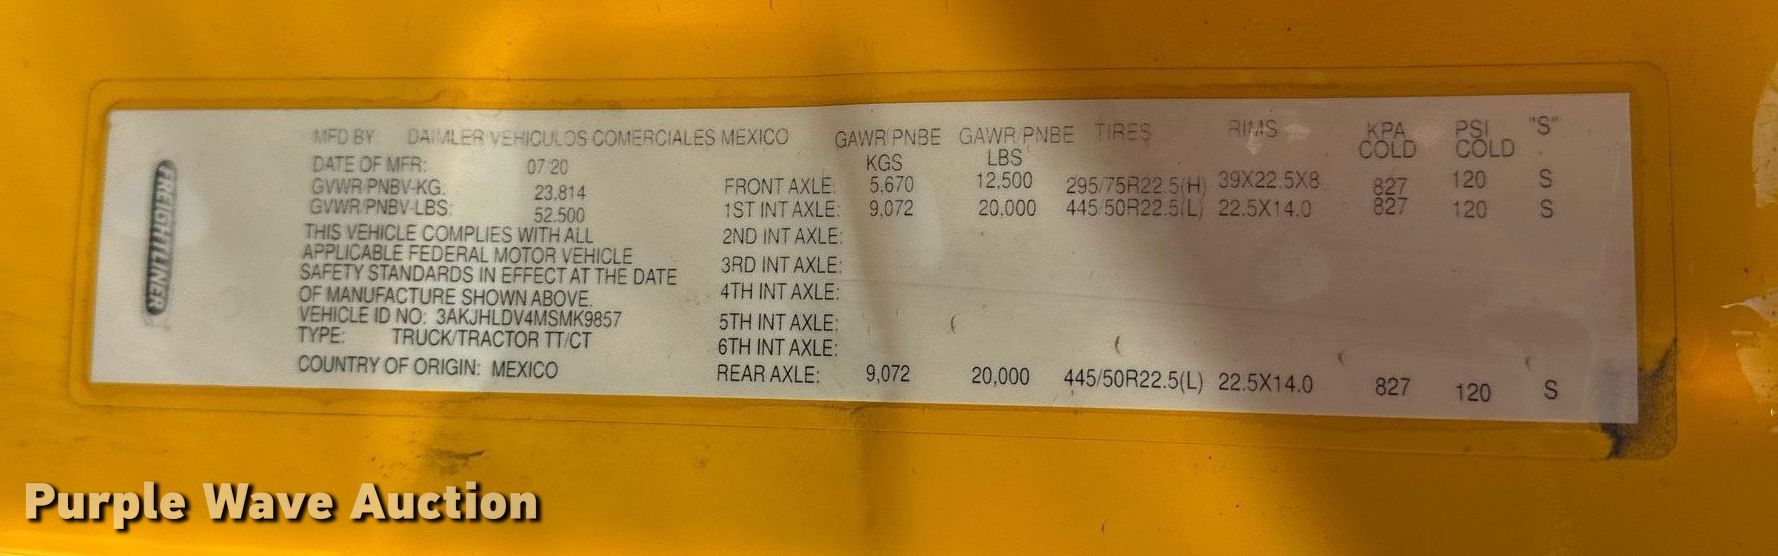 FREIGHTLINER
MFD BY DAIMLER VEHICULOS COMERCIALES MEXICO
DATE OF MFR: 07/20
GVWR/PNBV-KG: 23,814
GVWR/PNBV-LBS: 52,500
THIS VEHICLE COMPLIES WITH ALL
APPLICABLE FEDERAL MOTOR VEHICLE
SAFETY STANDARDS IN EFFECT AT THE DATE
OF MANUFACTURE SHOWN ABOVE.
VEHICLE ID NO: 3AKJHLDV4MSMK9857
TYPE: TRUCK/TRACTOR TT/CT
COUNTRY OF ORIGIN: MEXICO
GAWR/PNBE GAWR/PNBE TIRES RIMS KPA PSI "S"
KGS LBS COLD COLD
FRONT AXLE: 5,670 12,500 295/75R22.5(H) 39X22.5X8 827 120 S
1ST INT AXLE: 9,072 20,000 445/50R22.5(L) 22.5X14.0 827 120 S
2ND INT AXLE:
3RD INT AXLE:
4TH INT AXLE:
5TH INT AXLE:
6TH INT AXLE:
REAR AXLE: 9,072 20,000 445/50R22.5(L) 22.5X14.0 827 120 S
Purple Wave Auction